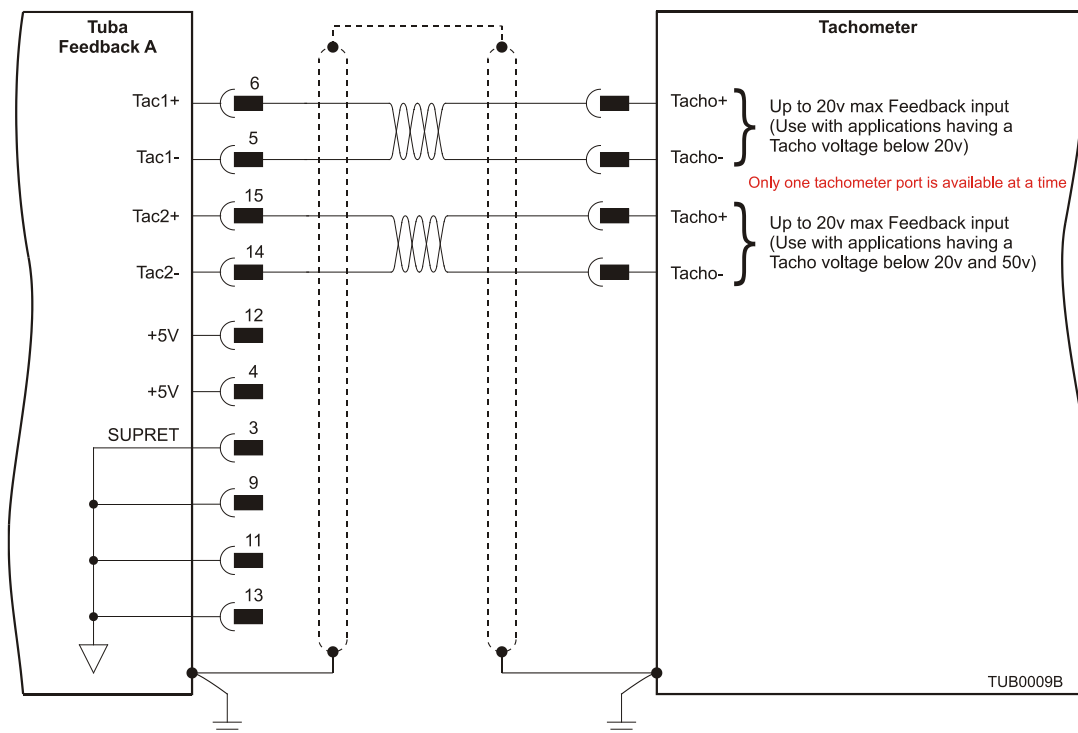 Tuba
Feedback A
Tachometer
6
Tac1+
Tacho+
5
Tac1-
Tacho-
Up to 20v max Feedback input
(Use with applications having a
Tacho voltage below 20v)
Only one tachometer port is available at a time
15
Tac2+
Tacho+
14
Tac2-
Tacho-
Up to 20v max Feedback input
(Use with applications having a
Tacho voltage below 20v and 50v)
12
+5V
4
+5V
3
SUPRET
9
11
13
TUB0009B